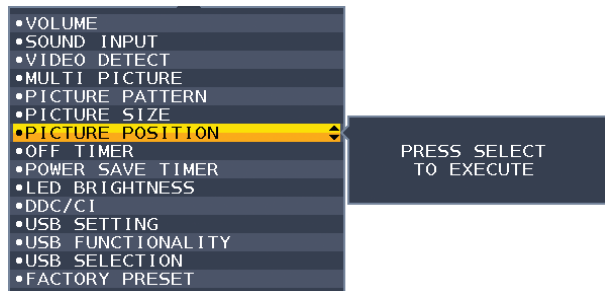 •VOLUME
•SOUND INPUT
•VIDEO DETECT
•MULTI PICTURE
•PICTURE PATTERN
•PICTURE SIZE
•PICTURE POSITION
•OFF TIMER
•POWER SAVE TIMER
•LED BRIGHTNESS
•DDC/CI
•USB SETTING
•USB FUNCTIONALITY
•USB SELECTION
•FACTORY PRESET
PRESS SELECT
TO EXECUTE